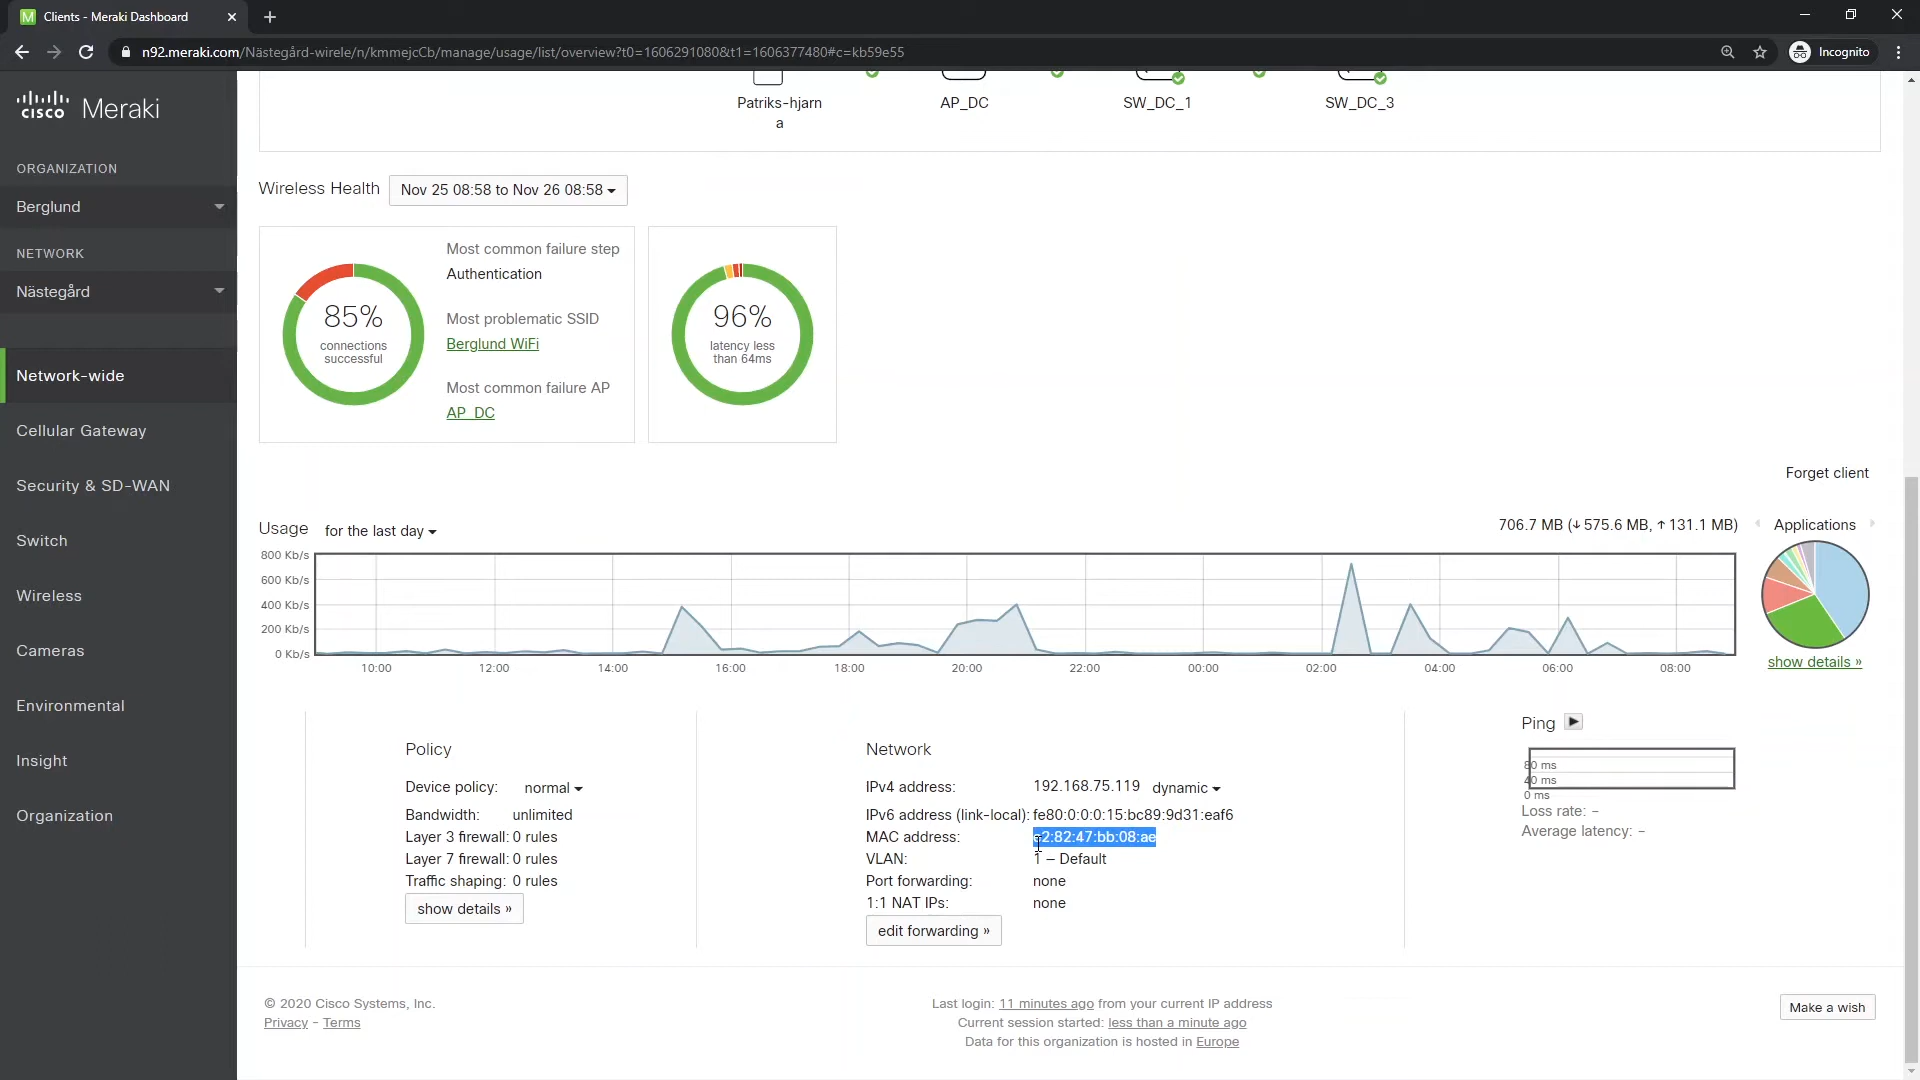 Clients - Meraki Dashboard
n92.meraki.com/Nästegård-wirele/n/kmmejcCb/manage/usage/list/overview?t0=1606291080&t1=1606377480#c=kb59e55
Incognito
cisco Meraki
ORGANIZATION
Berglund
NETWORK
Nästegård
Network-wide
Cellular Gateway
Security & SD-WAN
Switch
Wireless
Cameras
Environmental
Insight
Organization
Patriks-hjarn
a
AP_DC
SW_DC_1
SW_DC_3
Wireless Health
Nov 25 08:58 to Nov 26 08:58
85%
connections
successful
Most common failure step
Authentication
Most problematic SSID
Berglund WiFi
Most common failure AP
AP_DC
96%
latency less
than 64ms
Forget client
Usage for the last day
706.7 MB (↓ 575.6 MB, ↑ 131.1 MB)
Applications
800 Kb/s
600 Kb/s
400 Kb/s
200 Kb/s
0 Kb/s
10:00 12:00 14:00 16:00 18:00 20:00 22:00 00:00 02:00 04:00 06:00 08:00
show details »
Policy
Device policy: normal
Bandwidth: unlimited
Layer 3 firewall: 0 rules
Layer 7 firewall: 0 rules
Traffic shaping: 0 rules
show details »
Network
IPv4 address: 192.168.75.119 dynamic
IPv6 address (link-local): fe80:0:0:0:15:bc89:9d31:eaf6
MAC address: 2:82:47:bb:08:ae
VLAN: 1 – Default
Port forwarding: none
1:1 NAT IPs: none
edit forwarding »
Ping
80 ms
40 ms
0 ms
Loss rate: –
Average latency: –
© 2020 Cisco Systems, Inc.
Privacy - Terms
Last login: 11 minutes ago from your current IP address
Current session started: less than a minute ago
Data for this organization is hosted in Europe
Make a wish